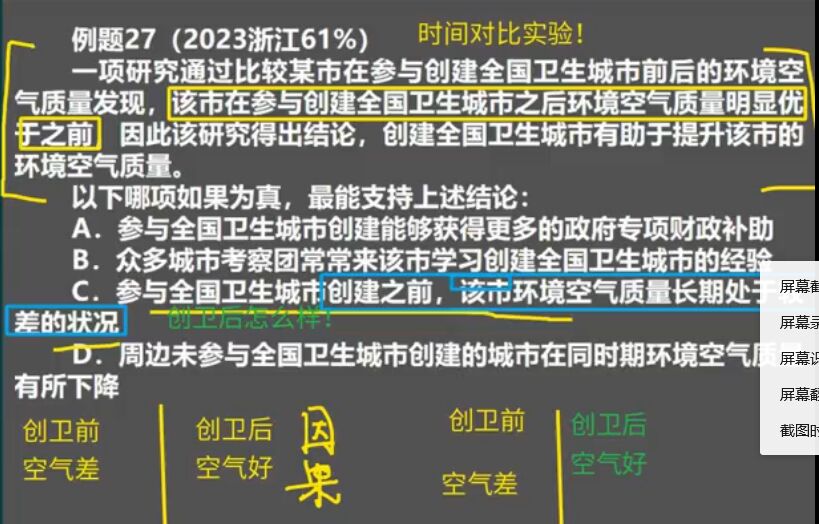 例题27（2023浙江61%）
时间对比实验！
一项研究通过比较某市在参与创建全国卫生城市前后的环境空
气质量发现，该市在参与创建全国卫生城市之后环境空气质量明显优
于之前 因此该研究得出结论，创建全国卫生城市有助于提升该市的
环境空气质量。
以下哪项如果为真，最能支持上述结论：
A．参与全国卫生城市创建能够获得更多的政府专项财政补助
B．众多城市考察团常常来该市学习创建全国卫生城市的经验
C．参与全国卫生城市创建之前，该市环境空气质量长期处于较
差的状况
创卫后怎么样！
D．周边未参与全国卫生城市创建的城市在同时期环境空气质量
有所下降
创卫前
空气差
创卫后
空气好
因
果
创卫前
空气差
创卫后
空气好
屏幕截
屏幕录
屏幕识
屏幕翻
截图时